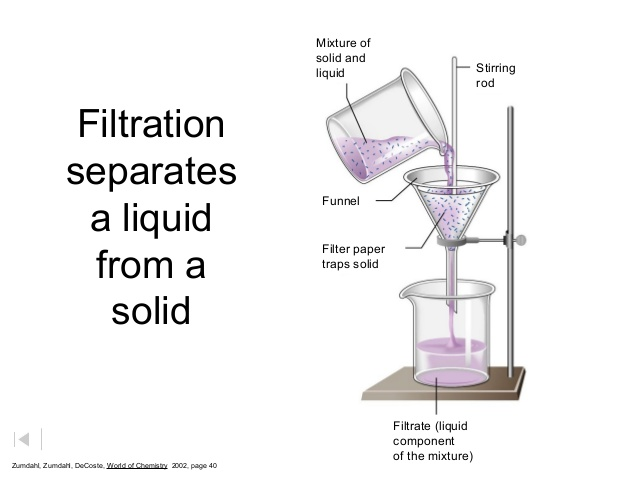 Filtration
separates
a liquid
from a
solid
Mixture of
solid and
liquid
Stirring
rod
Funnel
Filter paper
traps solid
Filtrate (liquid
component
of the mixture)
Zumdahl, Zumdahl, DeCoste, World of Chemistry 2002, page 40